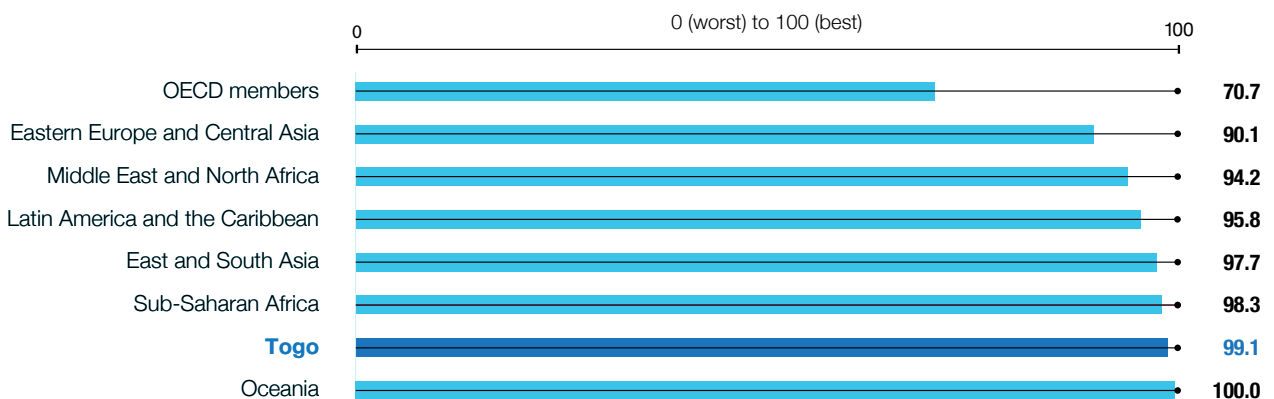 0 (worst) to 100 (best)
0 100
OECD members 70.7
Eastern Europe and Central Asia 90.1
Middle East and North Africa 94.2
Latin America and the Caribbean 95.8
East and South Asia 97.7
Sub-Saharan Africa 98.3
Togo 99.1
Oceania 100.0